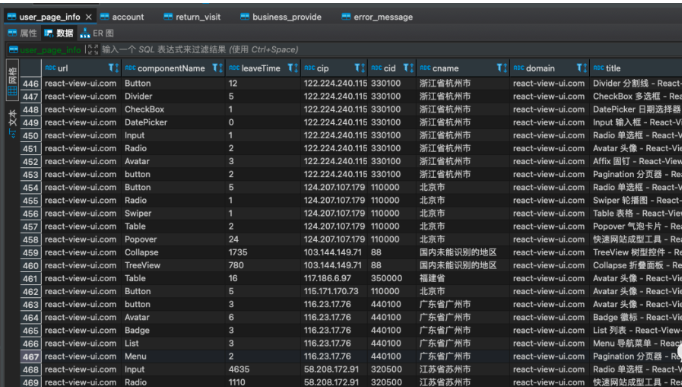 user_page_info account return_visit business_provide error_message
属性 数据 ER 图
user_page_info 输入一个 SQL 表达式来过滤结果 (使用 Ctrl+Space)
网格
文本
url componentName leaveTime cip cid cname domain title
446 react-view-ui.com Button 12 122.224.240.115 330100 浙江省杭州市 react-view-ui.com Divider 分割线 - React-Vi
447 react-view-ui.com Divider 5 122.224.240.115 330100 浙江省杭州市 react-view-ui.com CheckBox 多选框 - React-
448 react-view-ui.com CheckBox 1 122.224.240.115 330100 浙江省杭州市 react-view-ui.com DatePicker 日期选择器
449 react-view-ui.com DatePicker 0 122.224.240.115 330100 浙江省杭州市 react-view-ui.com Input 输入框 - React-Vie
450 react-view-ui.com Input 1 122.224.240.115 330100 浙江省杭州市 react-view-ui.com Radio 单选框 - React-Vi
451 react-view-ui.com Radio 2 122.224.240.115 330100 浙江省杭州市 react-view-ui.com Avatar 头像 - React-Vie
452 react-view-ui.com Avatar 3 122.224.240.115 330100 浙江省杭州市 react-view-ui.com Affix 固钉 - React-View
453 react-view-ui.com button 2 122.224.240.115 330100 浙江省杭州市 react-view-ui.com Pagination 分页器 - Rea
454 react-view-ui.com Button 5 124.207.107.179 110000 北京市 react-view-ui.com Radio 单选框 - React-Vi
455 react-view-ui.com Radio 1 124.207.107.179 110000 北京市 react-view-ui.com Swiper 轮播图 - React-V
456 react-view-ui.com Swiper 1 124.207.107.179 110000 北京市 react-view-ui.com Table 表格 - React-View
457 react-view-ui.com Table 2 124.207.107.179 110000 北京市 react-view-ui.com Popover 气泡卡片 - Rea
458 react-view-ui.com Popover 24 124.207.107.179 110000 北京市 react-view-ui.com 快速网站成型工具 - Reac
459 react-view-ui.com Collapse 1735 103.144.149.71 88 国内未能识别的地区 react-view-ui.com TreeView 树型控件 - Rea
460 react-view-ui.com TreeView 780 103.144.149.71 88 国内未能识别的地区 react-view-ui.com Collapse 折叠面板 - Rea
461 react-view-ui.com Table 16 117.186.6.97 350000 福建省 react-view-ui.com Avatar 头像 - React-Vie
462 react-view-ui.com Button 5 115.171.170.73 110000 北京市 react-view-ui.com Avatar 头像 - React-Vie
463 react-view-ui.com button 3 116.23.17.76 440100 广东省广州市 react-view-ui.com Avatar 头像 - React-Vie
464 react-view-ui.com Avatar 6 116.23.17.76 440100 广东省广州市 react-view-ui.com Badge 徽标 - React-View
465 react-view-ui.com Badge 3 116.23.17.76 440100 广东省广州市 react-view-ui.com List 列表 - React-View-
466 react-view-ui.com List 3 116.23.17.76 440100 广东省广州市 react-view-ui.com Menu 导航菜单 - React-
467 react-view-ui.com Menu 2 116.23.17.76 440100 广东省广州市 react-view-ui.com Pagination 分页器 - R
468 react-view-ui.com Input 4635 58.208.172.91 320500 江苏省苏州市 react-view-ui.com Radio 单选框 - React-Vi
469 react-view-ui.com Radio 1110 58.208.172.91 320500 江苏省苏州市 react-view-ui.com 快速网站成型工具 - Reac